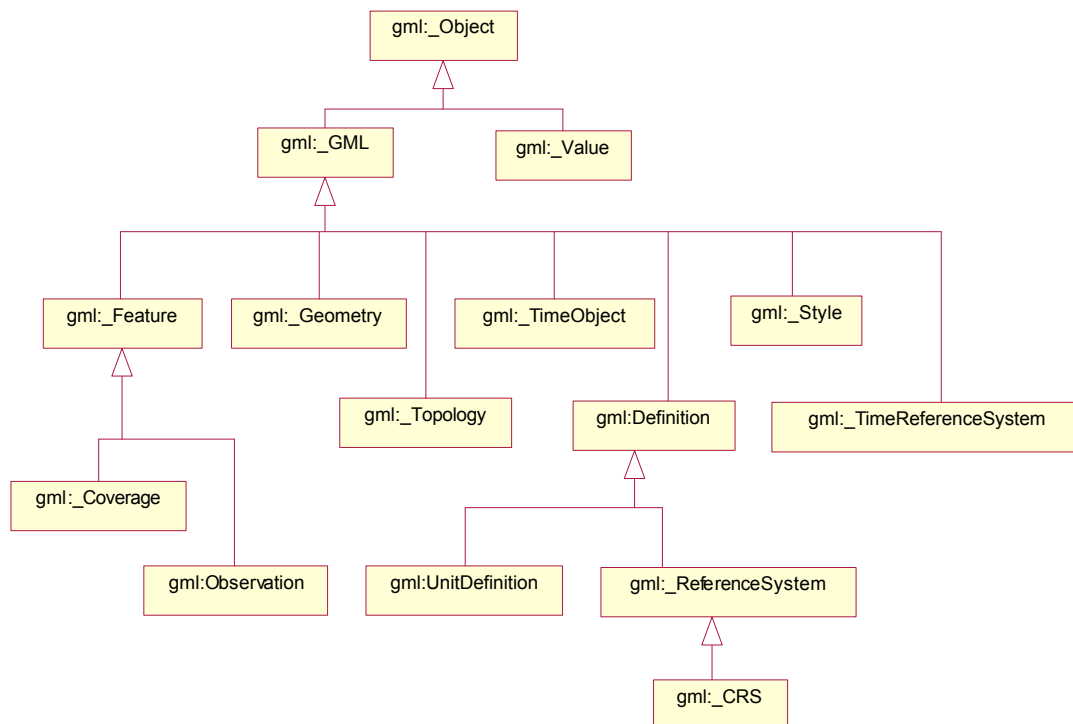 gml:_Object
gml:_GML
gml:_Value
gml:_Feature
gml:_Geometry
gml:_TimeObject
gml:_Style
gml:_Topology
gml:Definition
gml:_TimeReferenceSystem
gml:_Coverage
gml:Observation
gml:UnitDefinition
gml:_ReferenceSystem
gml:_CRS